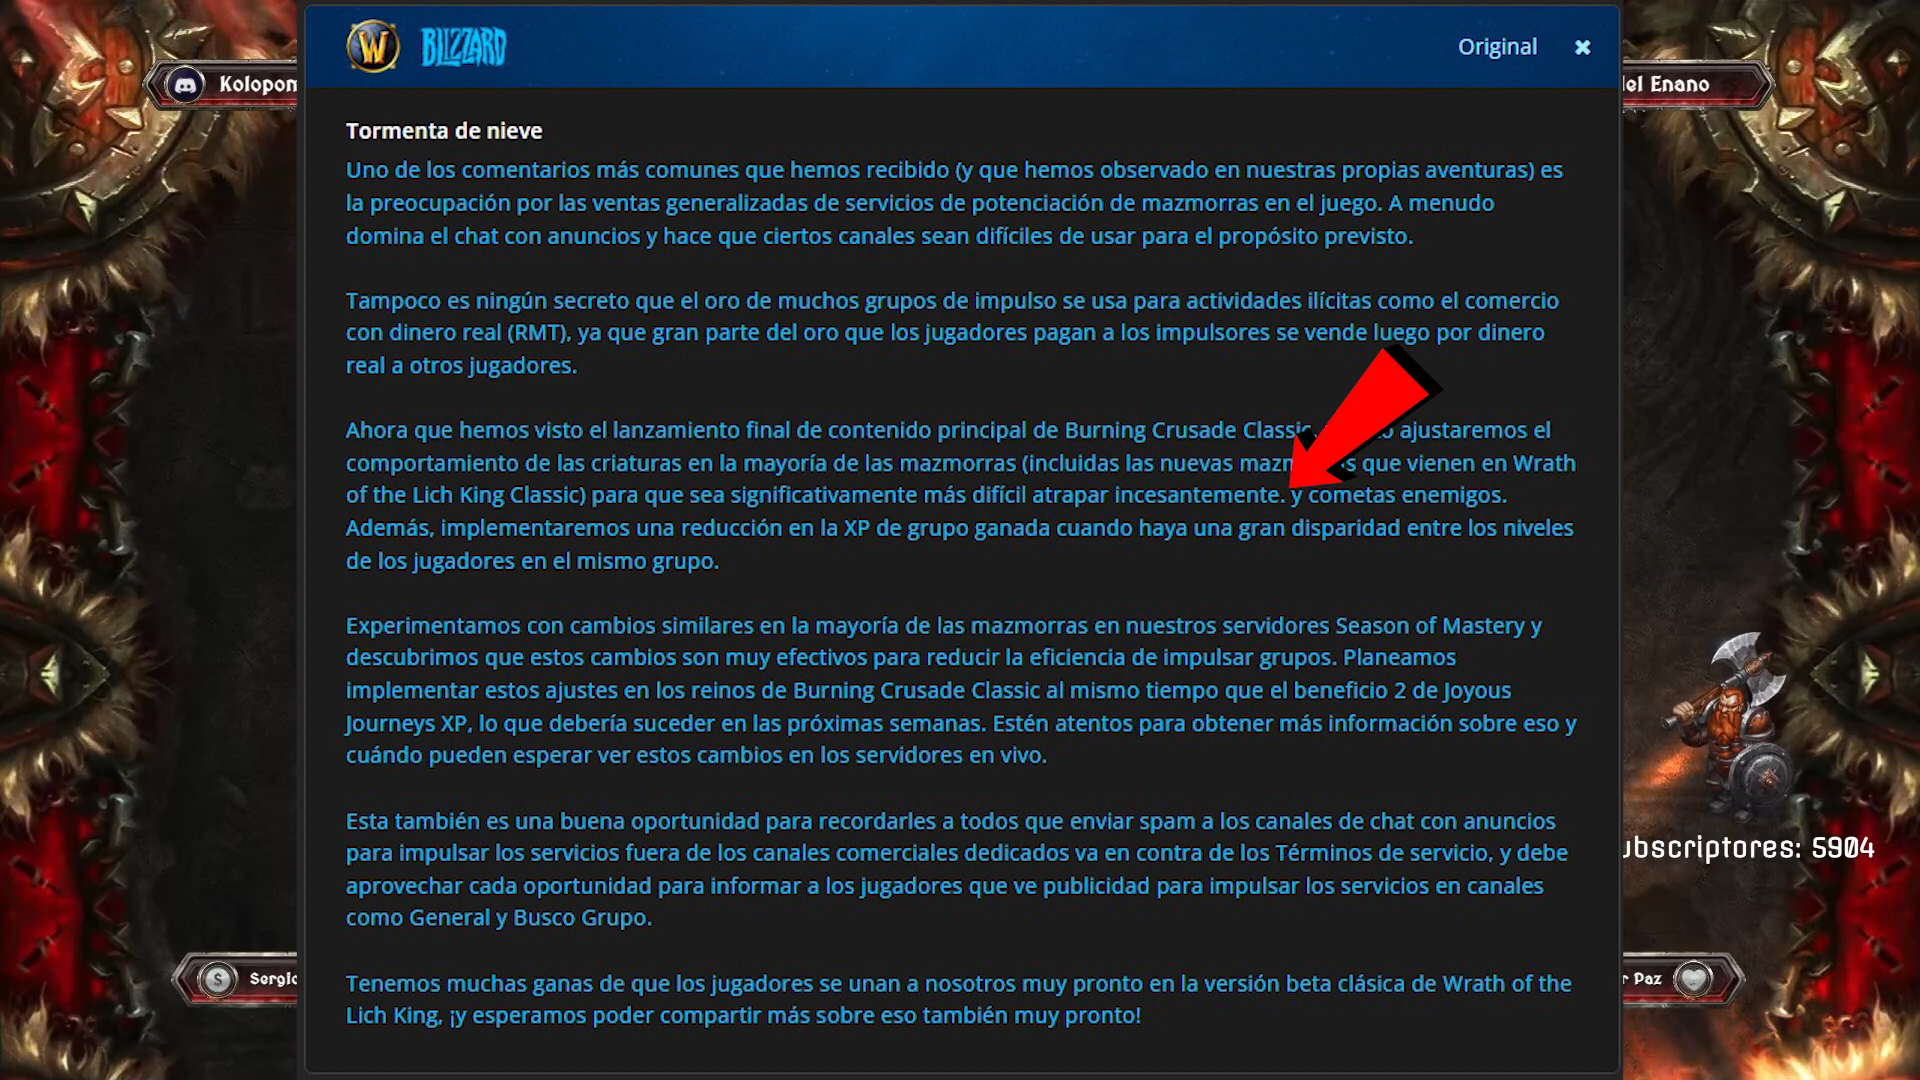 W BLIZZARD
Original ✖
Kolopon
del Enano
Tormenta de nieve
Uno de los comentarios más comunes que hemos recibido (y que hemos observado en nuestras propias aventuras) es
la preocupación por las ventas generalizadas de servicios de potenciación de mazmorras en el juego. A menudo
domina el chat con anuncios y hace que ciertos canales sean difíciles de usar para el propósito previsto.
Tampoco es ningún secreto que el oro de muchos grupos de impulso se usa para actividades ilícitas como el comercio
con dinero real (RMT), ya que gran parte del oro que los jugadores pagan a los impulsores se vende luego por dinero
real a otros jugadores.
Ahora que hemos visto el lanzamiento final de contenido principal de Burning Crusade Classic, ajustaremos el
comportamiento de las criaturas en la mayoría de las mazmorras (incluidas las nuevas que vienen en Wrath
of the Lich King Classic) para que sea significativamente más difícil atrapar incesantemente. y cometas enemigos.
Además, implementaremos una reducción en la XP de grupo ganada cuando haya una gran disparidad entre los niveles
de los jugadores en el mismo grupo.
Experimentamos con cambios similares en la mayoría de las mazmorras en nuestros servidores Season of Mastery y
descubrimos que estos cambios son muy efectivos para reducir la eficiencia de impulsar grupos. Planeamos
implementar estos ajustes en los reinos de Burning Crusade Classic al mismo tiempo que el beneficio 2 de Joyous
Journeys XP, lo que debería suceder en las próximas semanas. Estén atentos para obtener más información sobre eso y
cuándo pueden esperar ver estos cambios en los servidores en vivo.
Esta también es una buena oportunidad para recordarles a todos que enviar spam a los canales de chat con anuncios
para impulsar los servicios fuera de los canales comerciales dedicados va en contra de los Términos de servicio, y debe
aprovechar cada oportunidad para informar a los jugadores que ve publicidad para impulsar los servicios en canales
como General y Busco Grupo.
ubscriptores: 5904
Tenemos muchas ganas de que los jugadores se unan a nosotros muy pronto en la versión beta clásica de Wrath of the
Lich King, ¡y esperamos poder compartir más sobre eso también muy pronto!
$ Sergio
r Paz